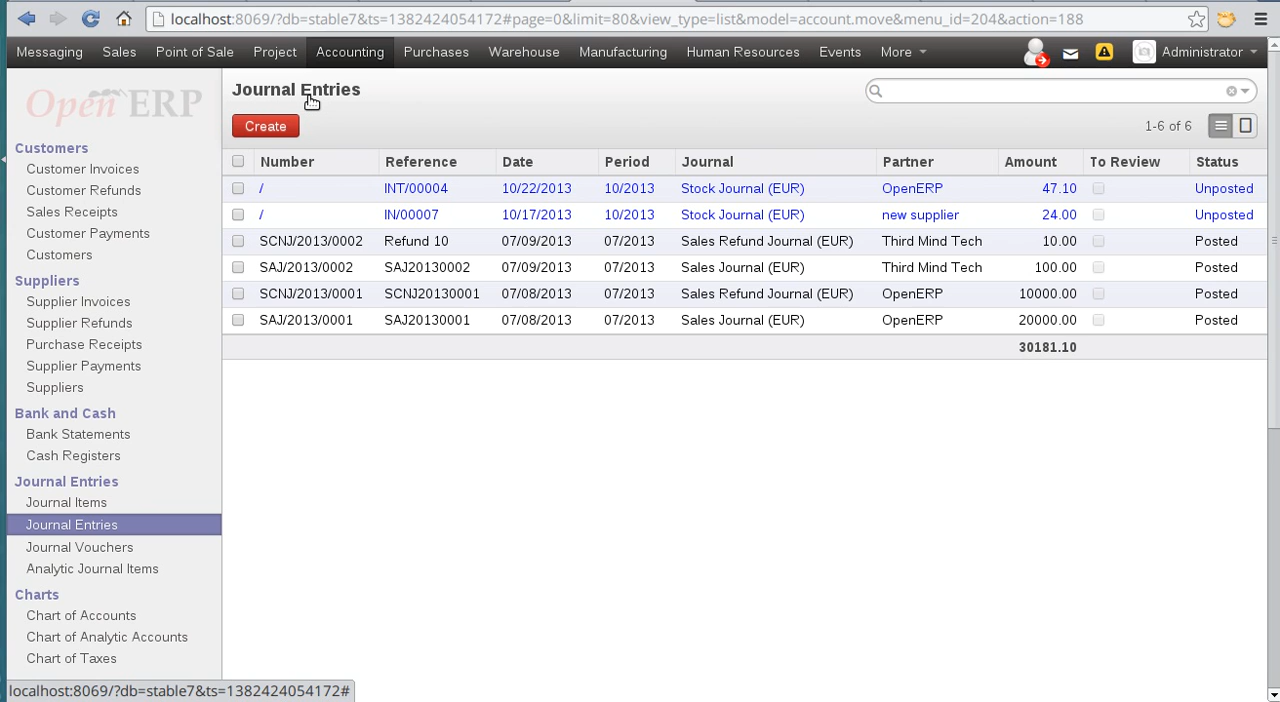 localhost:8069/?db=stable7&ts=1382424054172#page=0&limit=80&view_type=list&model=account.move&menu_id=204&action=188
Messaging Sales Point of Sale Project Accounting Purchases Warehouse Manufacturing Human Resources Events More Administrator
Open ERP
Journal Entries
Create
1-6 of 6
Customers
Customer Invoices
Customer Refunds
Sales Receipts
Customer Payments
Customers
Suppliers
Supplier Invoices
Supplier Refunds
Purchase Receipts
Supplier Payments
Suppliers
Bank and Cash
Bank Statements
Cash Registers
Journal Entries
Journal Items
Journal Entries
Journal Vouchers
Analytic Journal Items
Charts
Chart of Accounts
Chart of Analytic Accounts
Chart of Taxes
Number Reference Date Period Journal Partner Amount To Review Status
/ INT/00004 10/22/2013 10/2013 Stock Journal (EUR) OpenERP 47.10 Unposted
/ IN/00007 10/17/2013 10/2013 Stock Journal (EUR) new supplier 24.00 Unposted
SCNJ/2013/0002 Refund 10 07/09/2013 07/2013 Sales Refund Journal (EUR) Third Mind Tech 10.00 Posted
SAJ/2013/0002 SAJ20130002 07/09/2013 07/2013 Sales Journal (EUR) Third Mind Tech 100.00 Posted
SCNJ/2013/0001 SCNJ20130001 07/08/2013 07/2013 Sales Refund Journal (EUR) OpenERP 10000.00 Posted
SAJ/2013/0001 SAJ20130001 07/08/2013 07/2013 Sales Journal (EUR) OpenERP 20000.00 Posted
30181.10
localhost:8069/?db=stable7&ts=1382424054172#